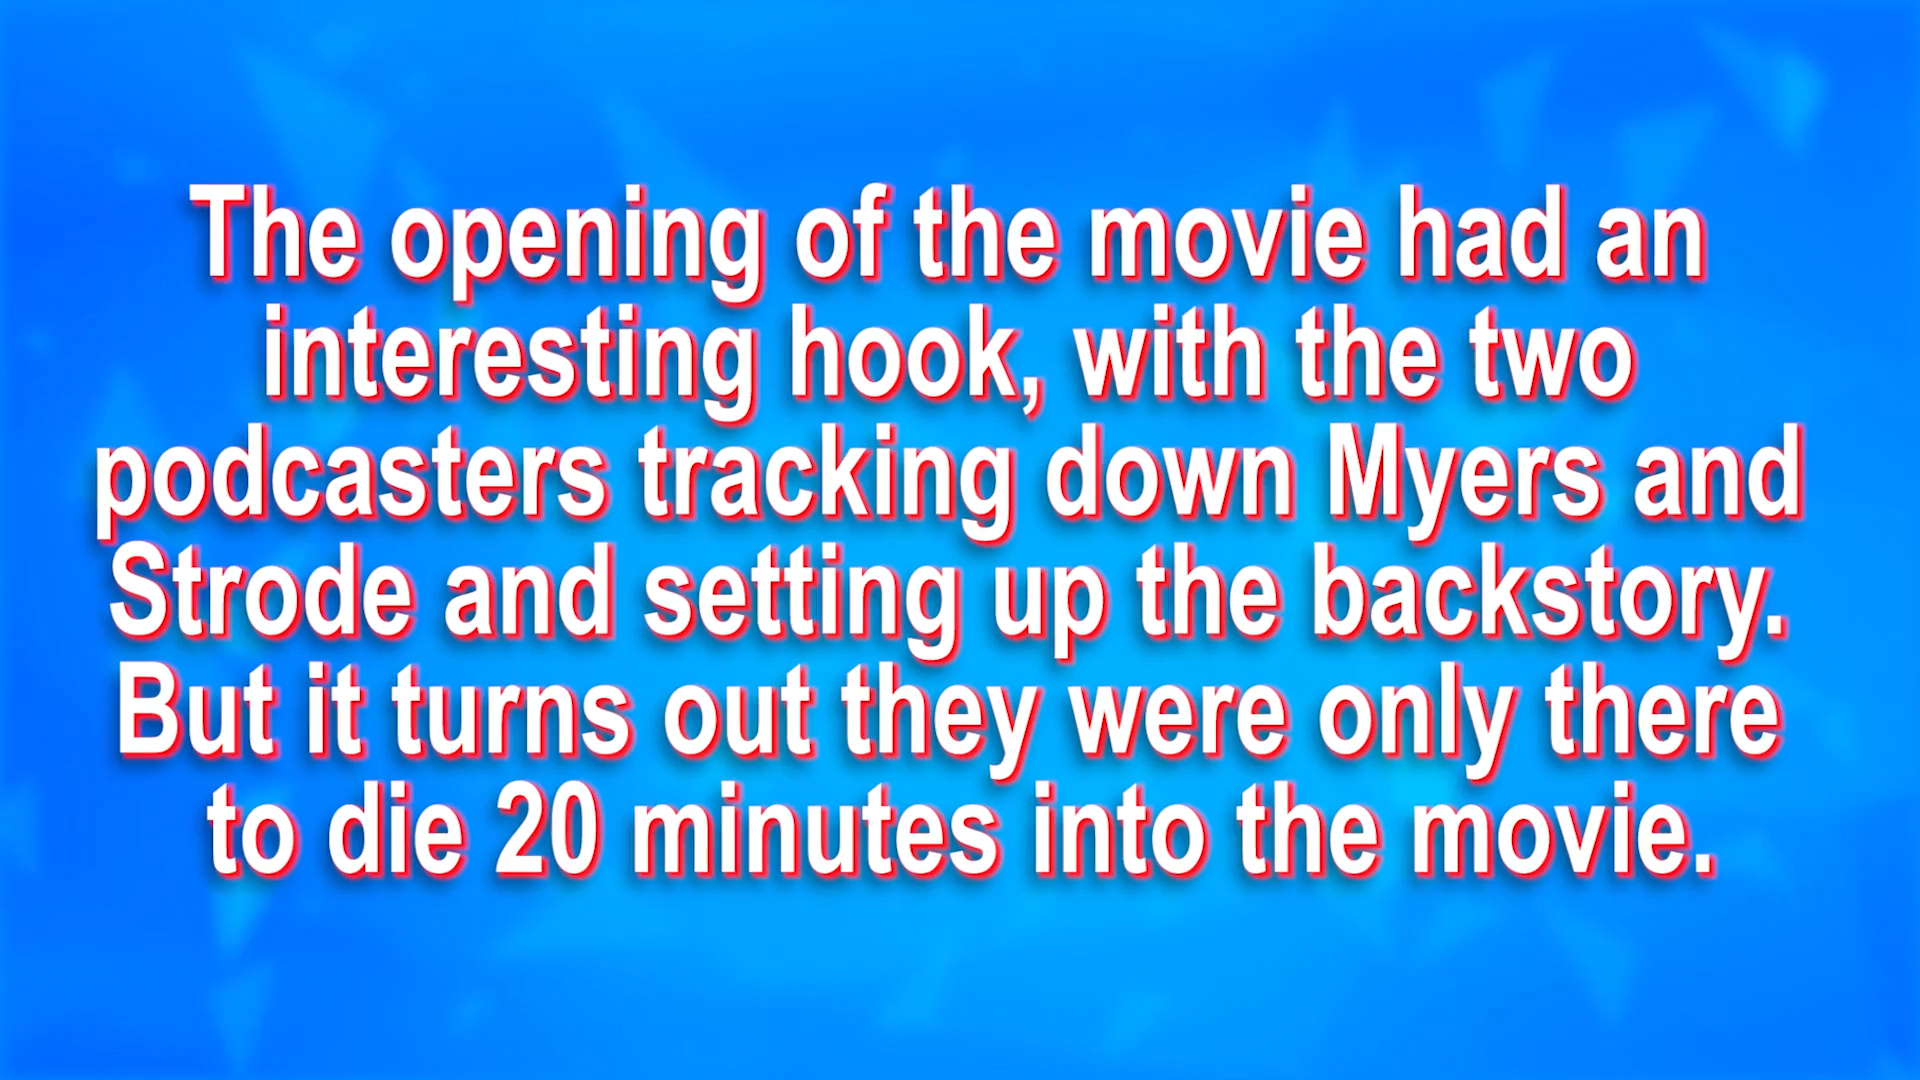 The opening of the movie had an
interesting hook, with the two
podcasters tracking down Myers and
Strode and setting up the backstory.
But it turns out they were only there
to die 20 minutes into the movie.